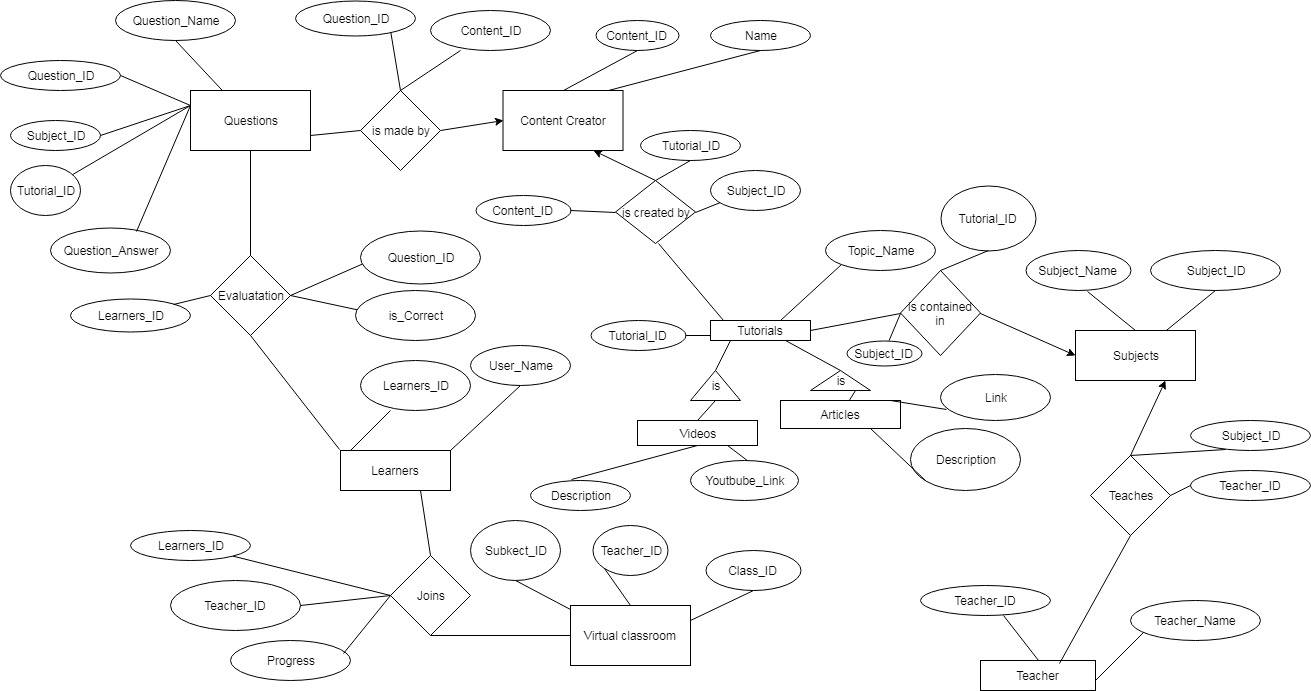 Question_Name
Question_ID
Content_ID
Content_ID
Name
Question_ID
Questions
is made by
Content Creator
Subject_ID
Tutorial_ID
Tutorial_ID
Subject_ID
Content_ID
is created by
Tutorial_ID
Question_Answer
Topic_Name
Question_ID
Subject_Name
Subject_ID
Evaluatation
Learners_ID
is_Correct
is contained
in
Tutorial_ID
Tutorials
Subject_ID
Subjects
User_Name
Learners_ID
is
is
Link
Articles
Videos
Subject_ID
Description
Learners
Youtbube_Link
Description
Teaches
Teacher_ID
Learners_ID
Subkect_ID
Teacher_ID
Class_ID
Teacher_ID
Joins
Teacher_ID
Teacher_Name
Virtual classroom
Progress
Teacher